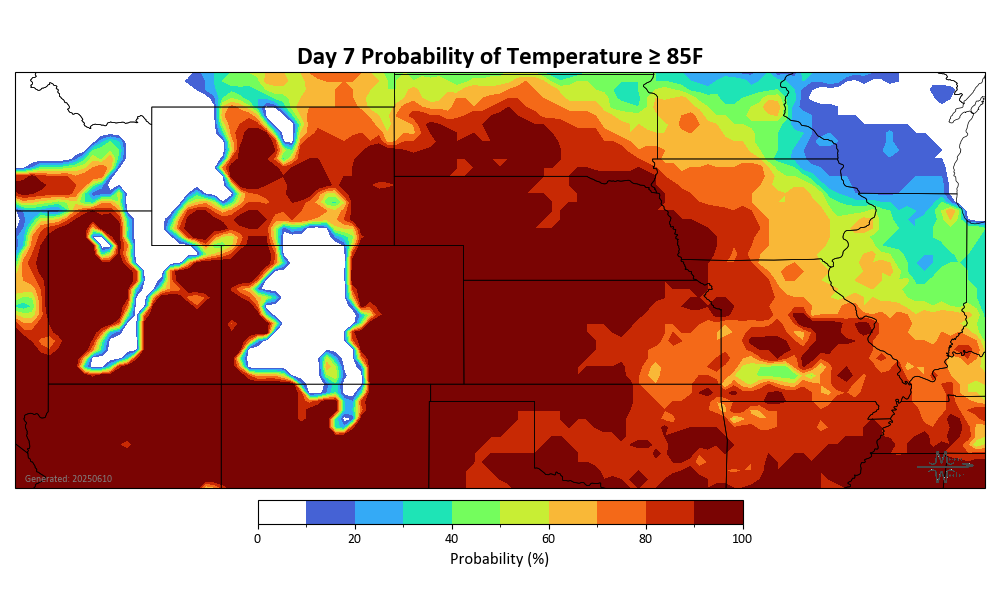 Day 7 Probability of Temperature ≥ 85F
Generated: 20250610
0 20 40 60 80 100
Probability (%)